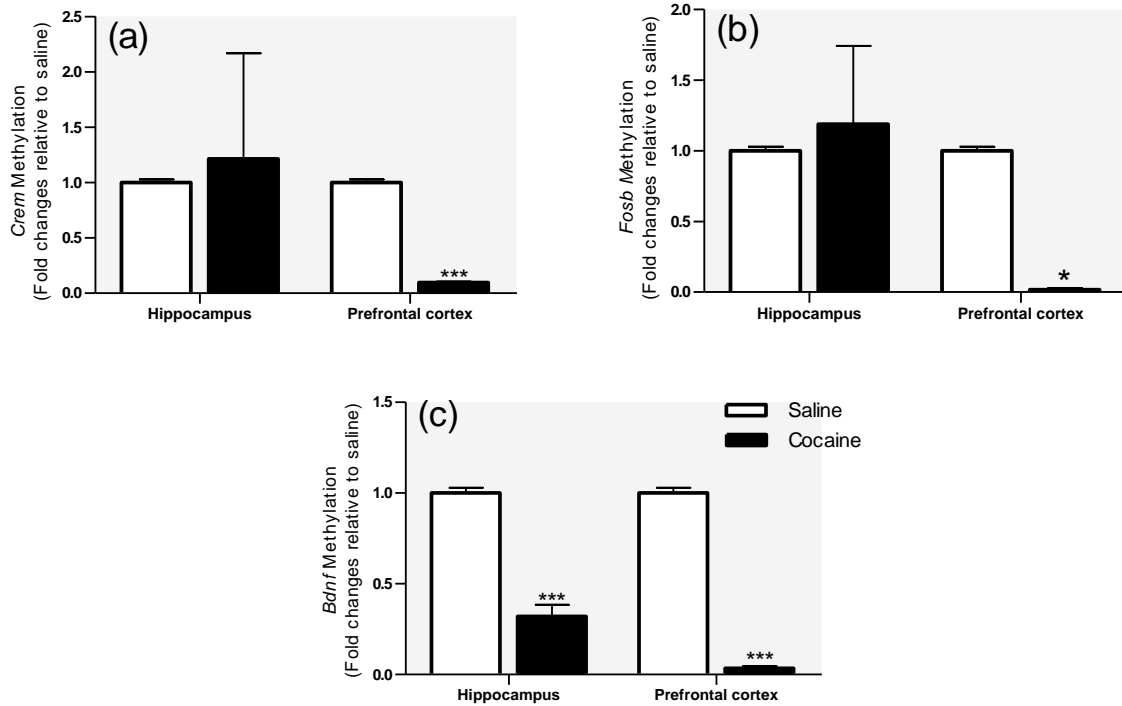 (a)
Crem Methylation
(Fold changes relative to saline)
2.5
2.0
1.5
1.0
0.5
0.0
***
Hippocampus Prefrontal cortex
(b)
Fosb Methylation
(Fold changes relative to saline)
2.0
1.5
1.0
0.5
0.0
*
Hippocampus Prefrontal cortex
(c)
Bdnf Methylation
(Fold changes relative to saline)
1.5
1.0
0.5
0.0
***
***
Hippocampus Prefrontal cortex
Saline
Cocaine